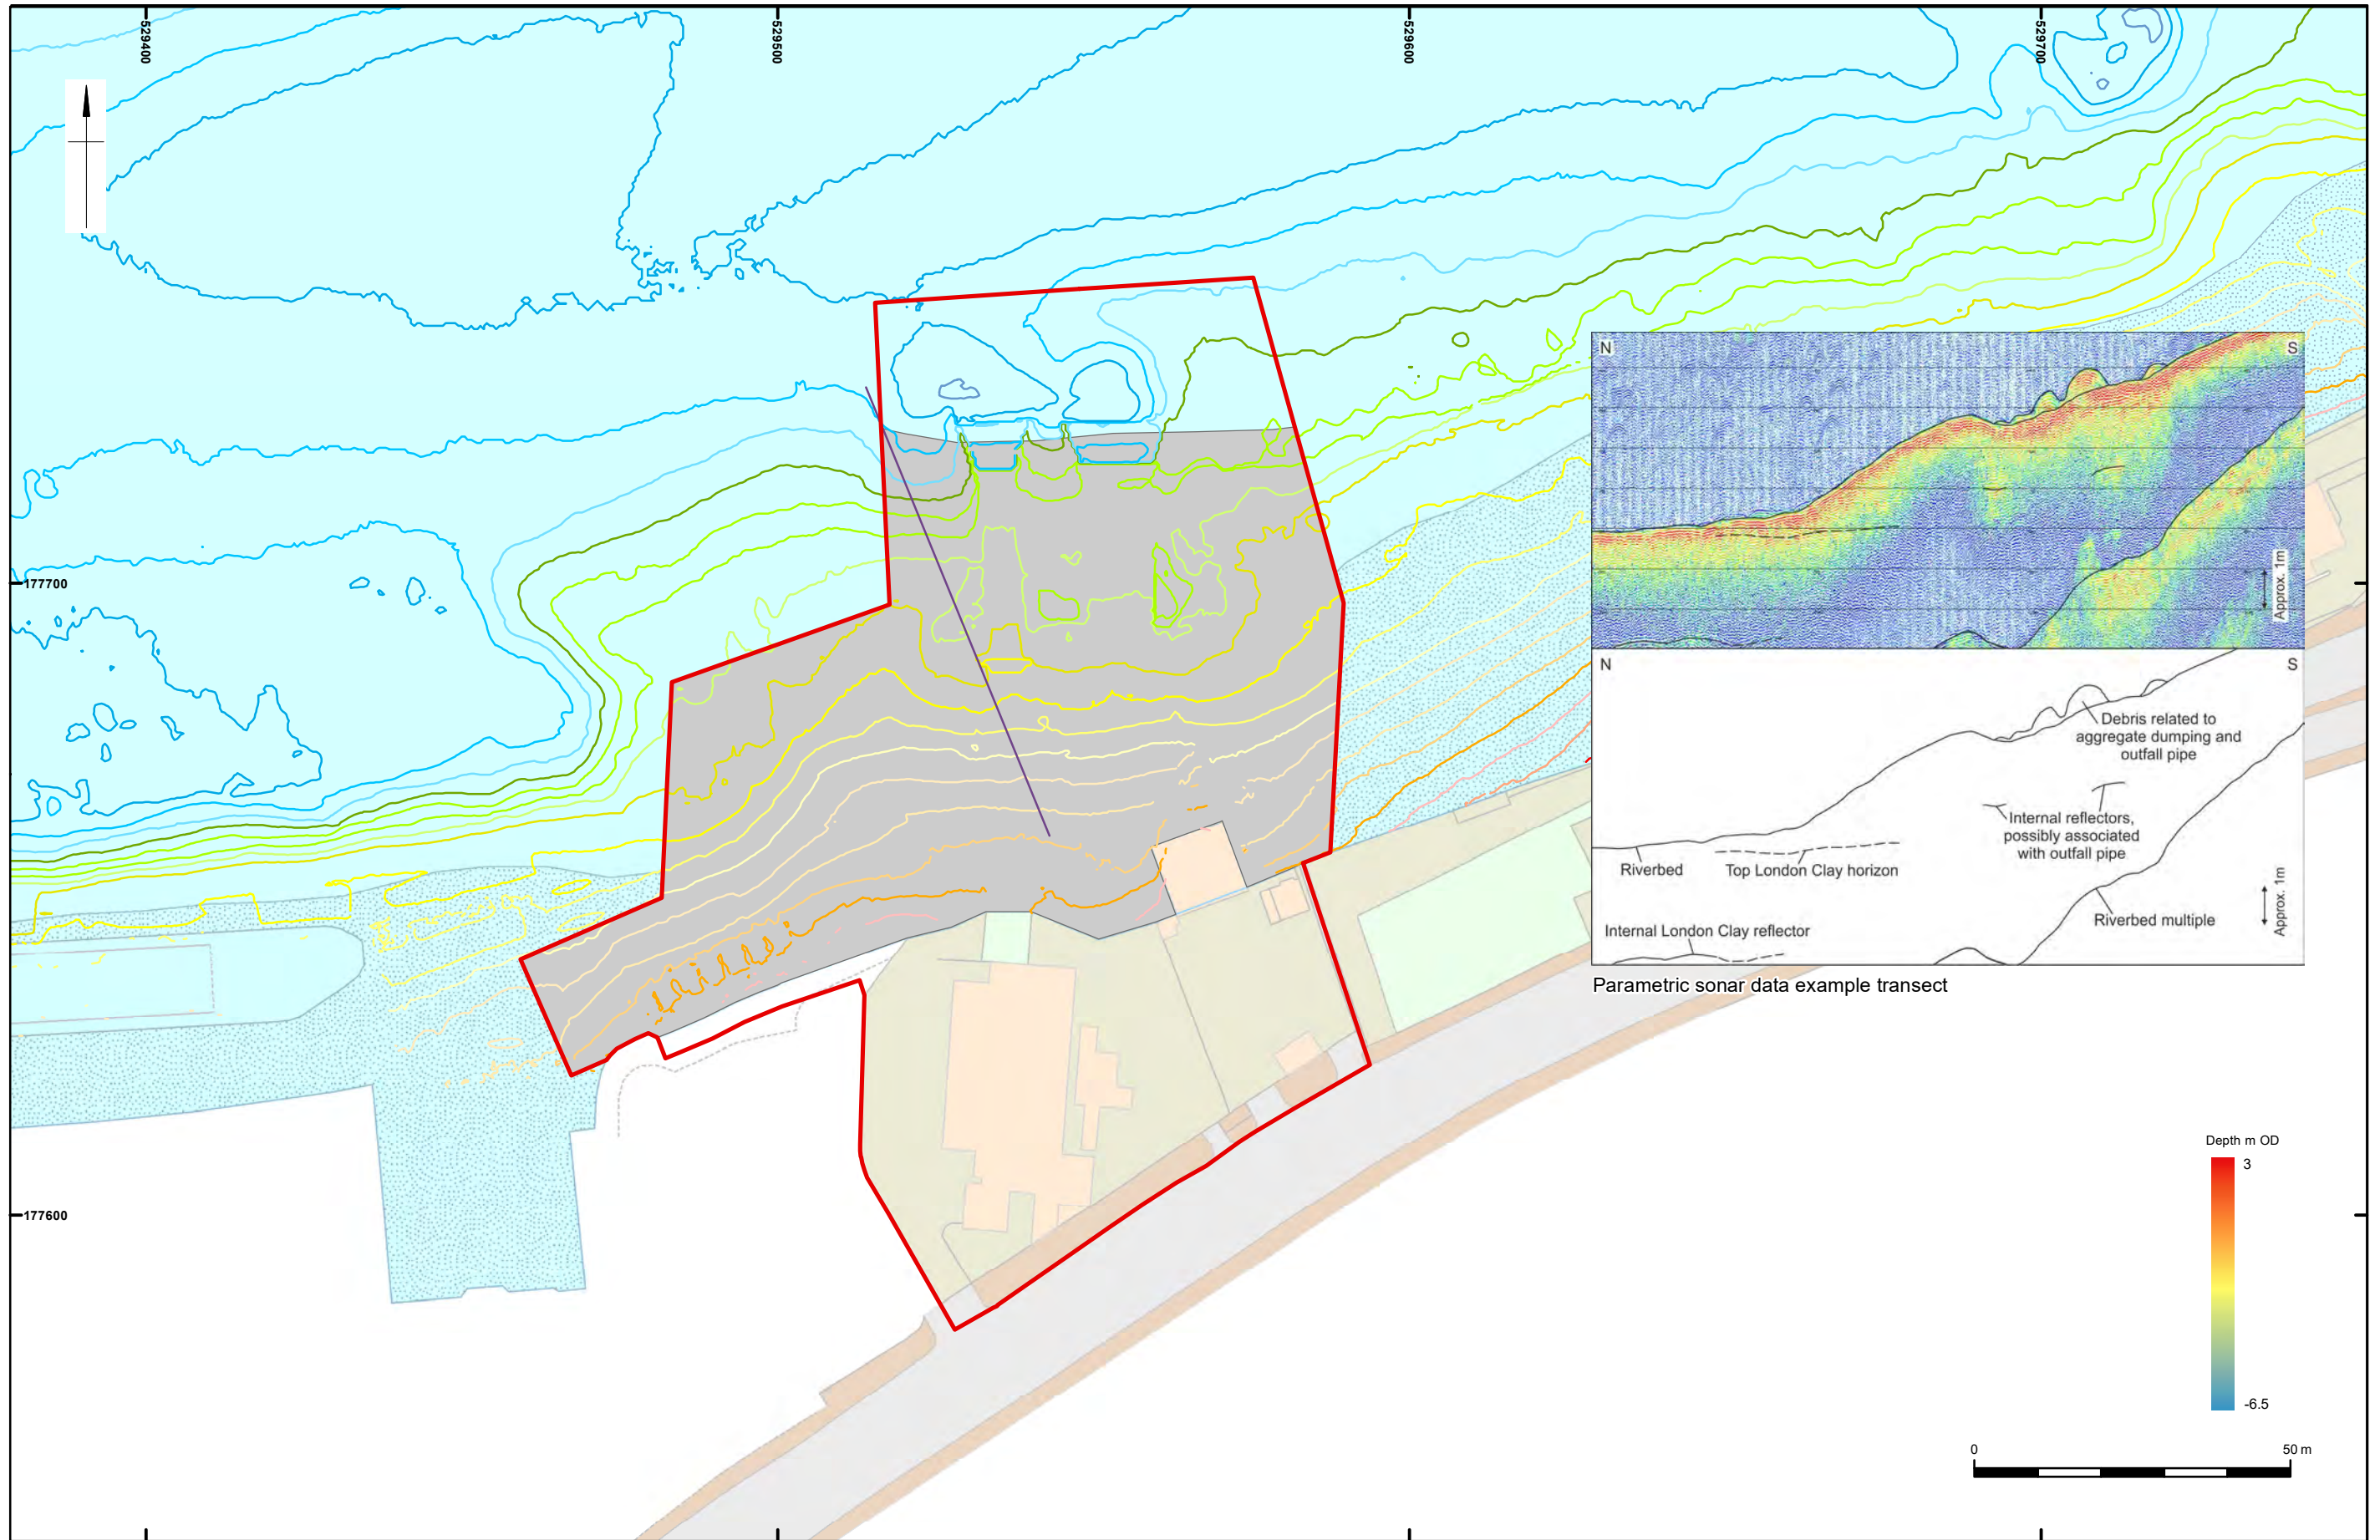 529400
529500
529600
529700
177700
177600
N
S
Approx. 1m
N
S
Debris related to
aggregate dumping and
outfall pipe
Internal reflectors,
possibly associated
with outfall pipe
Riverbed
Top London Clay horizon
Riverbed multiple
Internal London Clay reflector
Approx. 1m
Parametric sonar data example transect
Depth m OD
3
-6.5
0
50 m